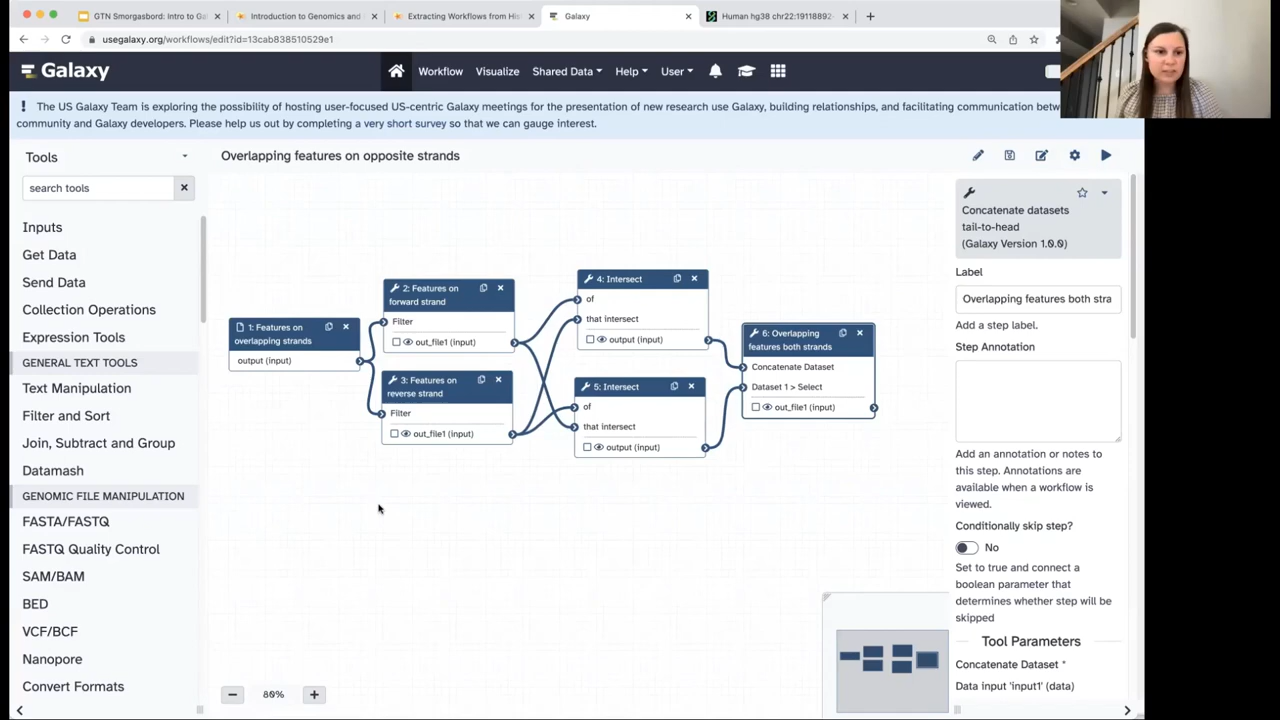 GTN Smorgasbord: Intro to Gal
Introduction to Genomics and
Extracting Workflows from His
Galaxy
Human hg38 chr22:19118892-
usegalaxy.org/workflows/edit?id=13cab838510529e1
Galaxy
Workflow
Visualize
Shared Data
Help
User
The US Galaxy Team is exploring the possibility of hosting user-focused US-centric Galaxy meetings for the presentation of new research use Galaxy, building relationships, and facilitating communication betw
community and Galaxy developers. Please help us out by completing a very short survey so that we can gauge interest.
Tools
search tools
Inputs
Get Data
Send Data
Collection Operations
Expression Tools
GENERAL TEXT TOOLS
Text Manipulation
Filter and Sort
Join, Subtract and Group
Datamash
GENOMIC FILE MANIPULATION
FASTA/FASTQ
FASTQ Quality Control
SAM/BAM
BED
VCF/BCF
Nanopore
Convert Formats
Overlapping features on opposite strands
1: Features on
overlapping strands
output (input)
2: Features on
forward strand
Filter
out_file1 (input)
3: Features on
reverse strand
Filter
out_file1 (input)
4: Intersect
of
that intersect
output (input)
5: Intersect
of
that intersect
output (input)
6: Overlapping
features both strands
Concatenate Dataset
Dataset 1 > Select
out_file1 (input)
80%
Concatenate datasets
tail-to-head
(Galaxy Version 1.0.0)
Label
Overlapping features both stra
Add a step label.
Step Annotation
Add an annotation or notes to
this step. Annotations are
available when a workflow is
viewed.
Conditionally skip step?
No
Set to true and connect a
boolean parameter that
determines whether step will be
skipped
Tool Parameters
Concatenate Dataset *
Data input 'input1' (data)